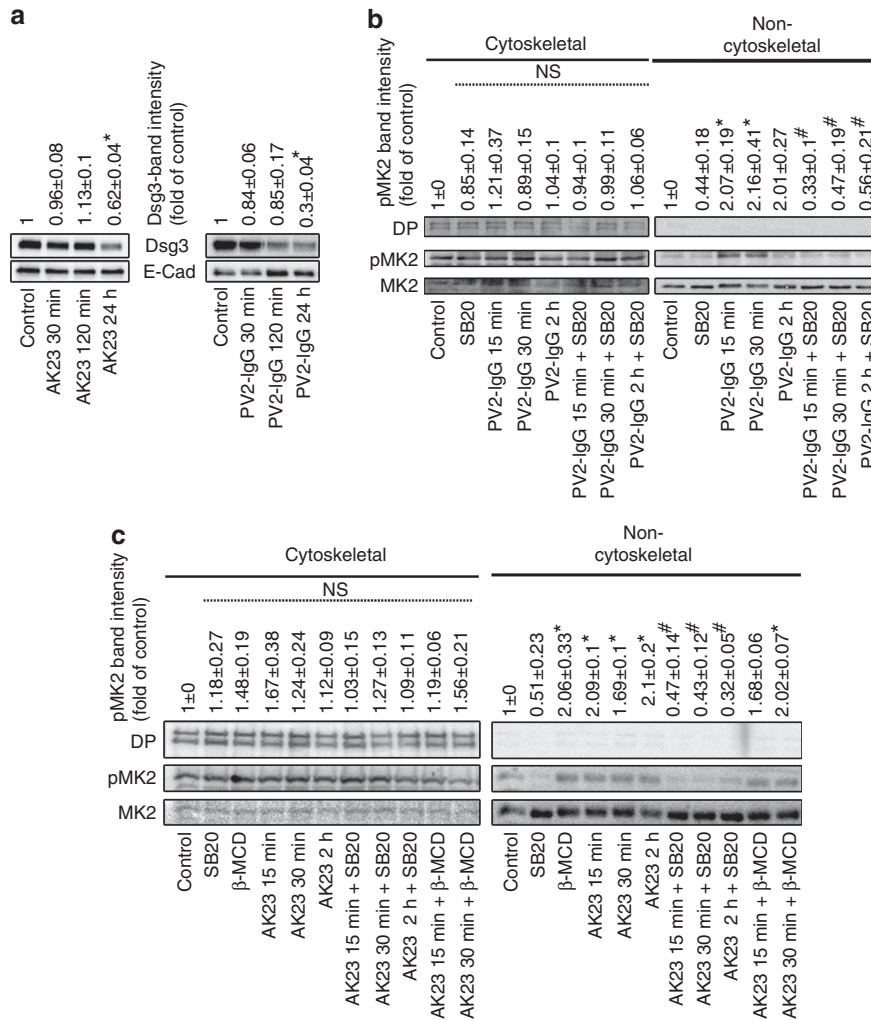 a
Dsg3-band intensity
(fold of control)
1
0.96±0.08
1.13±0.1
0.62±0.04*
1
0.84±0.06
0.85±0.17
0.3±0.04*
Dsg3
E-Cad
Control
AK23 30 min
AK23 120 min
AK23 24 h
Control
PV2-IgG 30 min
PV2-IgG 120 min
PV2-IgG 24 h
b
Cytoskeletal
Non-
cytoskeletal
NS
pMK2 band intensity
(fold of control)
1±0
0.85±0.14
1.21±0.37
0.89±0.15
1.04±0.1
0.94±0.1
0.99±0.11
1.06±0.06
1±0
0.44±0.18
2.07±0.19*
2.16±0.41*
2.01±0.27
0.33±0.1#
0.47±0.19#
0.56±0.21#
DP
pMK2
MK2
Control
SB20
PV2-IgG 15 min
PV2-IgG 30 min
PV2-IgG 2 h
PV2-IgG 15 min + SB20
PV2-IgG 30 min + SB20
PV2-IgG 2 h + SB20
Control
SB20
PV2-IgG 15 min
PV2-IgG 30 min
PV2-IgG 2 h
PV2-IgG 15 min + SB20
PV2-IgG 30 min + SB20
PV2-IgG 2 h + SB20
c
Cytoskeletal
Non-
cytoskeletal
NS
pMK2 band intensity
(fold of control)
1±0
1.18±0.27
1.48±0.19
1.67±0.38
1.24±0.24
1.12±0.09
1.03±0.15
1.27±0.13
1.09±0.11
1.19±0.06
1.56±0.21
1±0
0.51±0.23
2.06±0.33*
2.09±0.1*
1.69±0.1*
2.1±0.2*
0.47±0.14#
0.43±0.12#
0.32±0.05#
1.68±0.06
2.02±0.07*
DP
pMK2
MK2
Control
SB20
β-MCD
AK23 15 min
AK23 30 min
AK23 2 h
AK23 15 min + SB20
AK23 30 min + SB20
AK23 2 h + SB20
AK23 15 min + β-MCD
AK23 30 min + β-MCD
Control
SB20
β-MCD
AK23 15 min
AK23 30 min
AK23 2 h
AK23 15 min + SB20
AK23 30 min + SB20
AK23 2 h + SB20
AK23 15 min + β-MCD
AK23 30 min + β-MCD